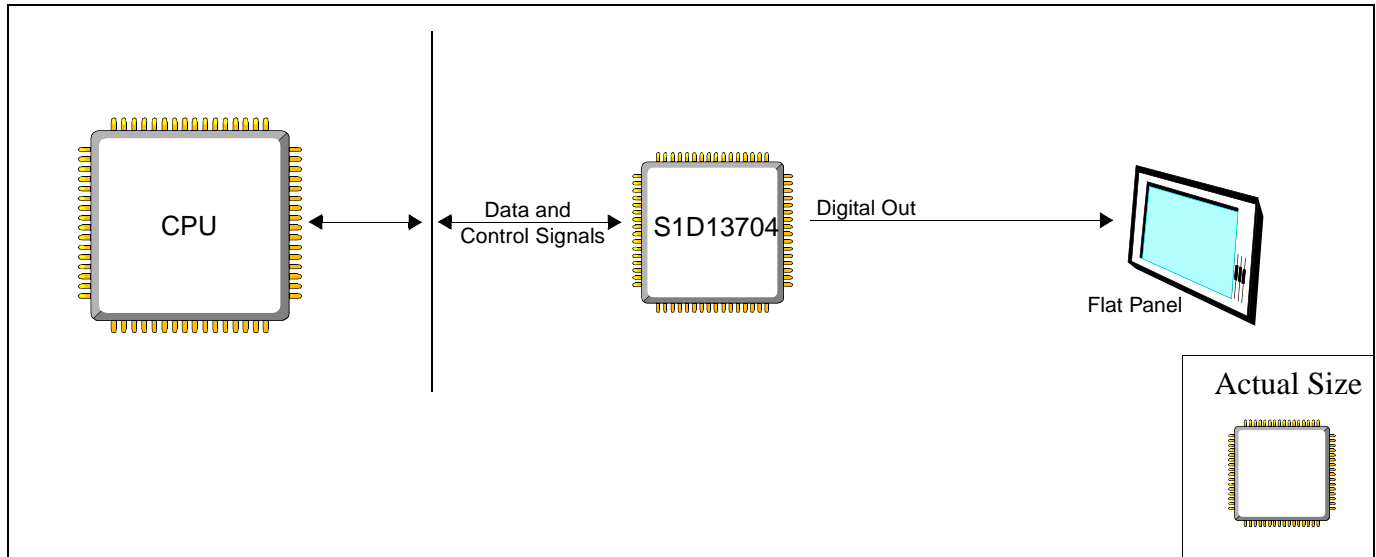 CPU
Data and
Control Signals
S1D13704
Digital Out
Flat Panel
Actual Size